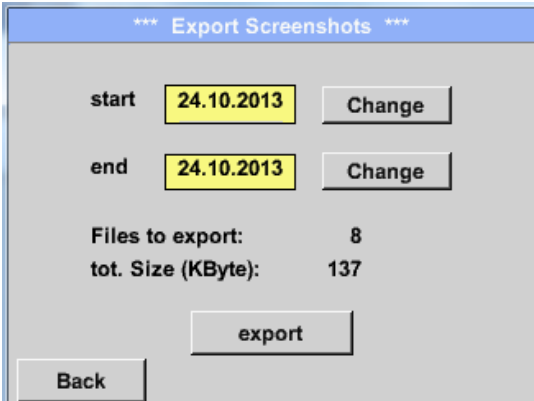 *** Export Screenshots ***
start 24.10.2013 Change
end 24.10.2013 Change
Files to export: 8
tot. Size (KByte): 137
export
Back